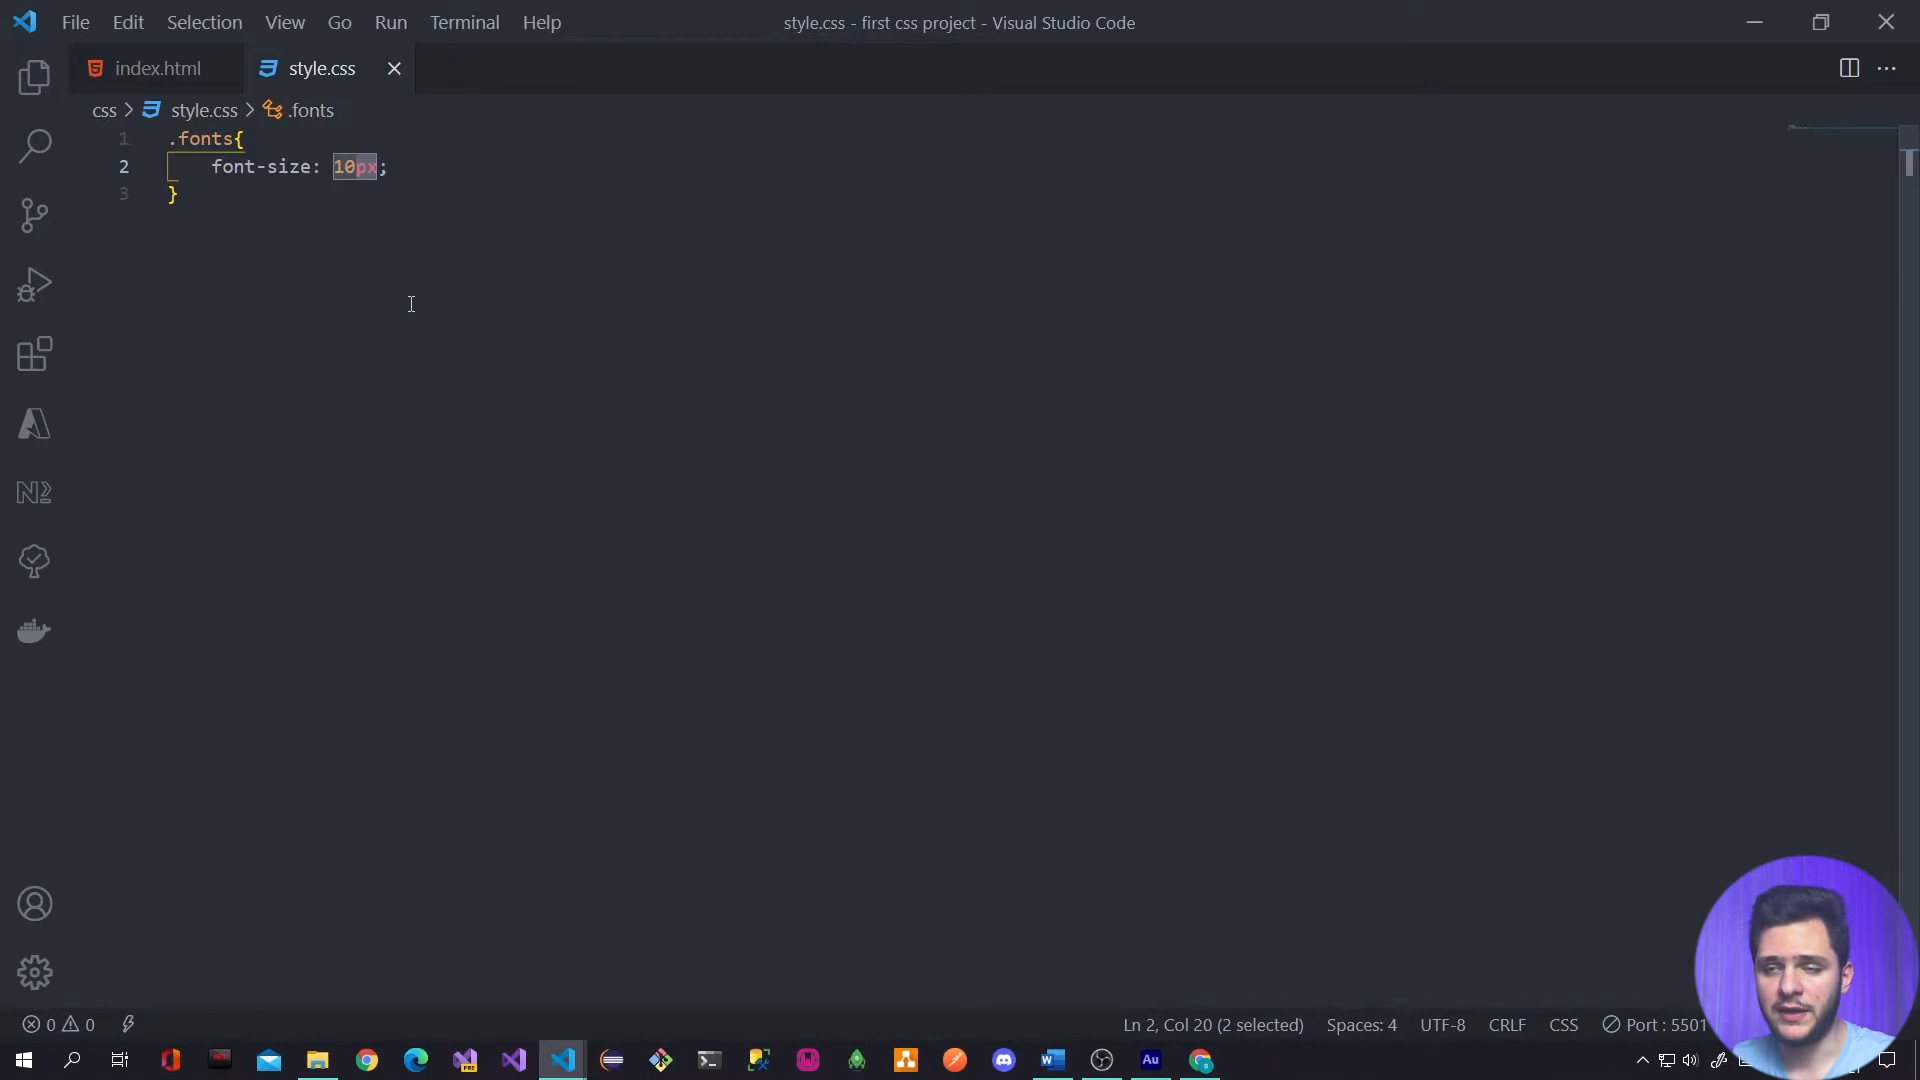 File Edit Selection View Go Run Terminal Help
style.css - first css project - Visual Studio Code
index.html
style.css
css > style.css > .fonts
1 .fonts{
2 font-size: 10px;
3 }
0 0
Ln 2, Col 20 (2 selected) Spaces: 4 UTF-8 CRLF CSS Port : 5501
PRE
W
Au
S